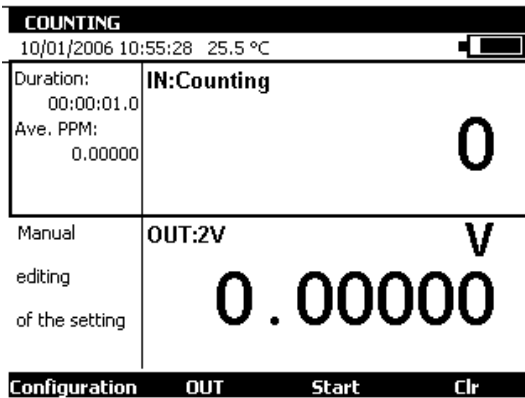 COUNTING
10/01/2006 10:55:28 25.5 °C
Duration:
00:00:01.0
Ave. PPM:
0.00000
IN:Counting
0
Manual
editing
of the setting
OUT:2V
V
0.00000
Configuration OUT Start Clr